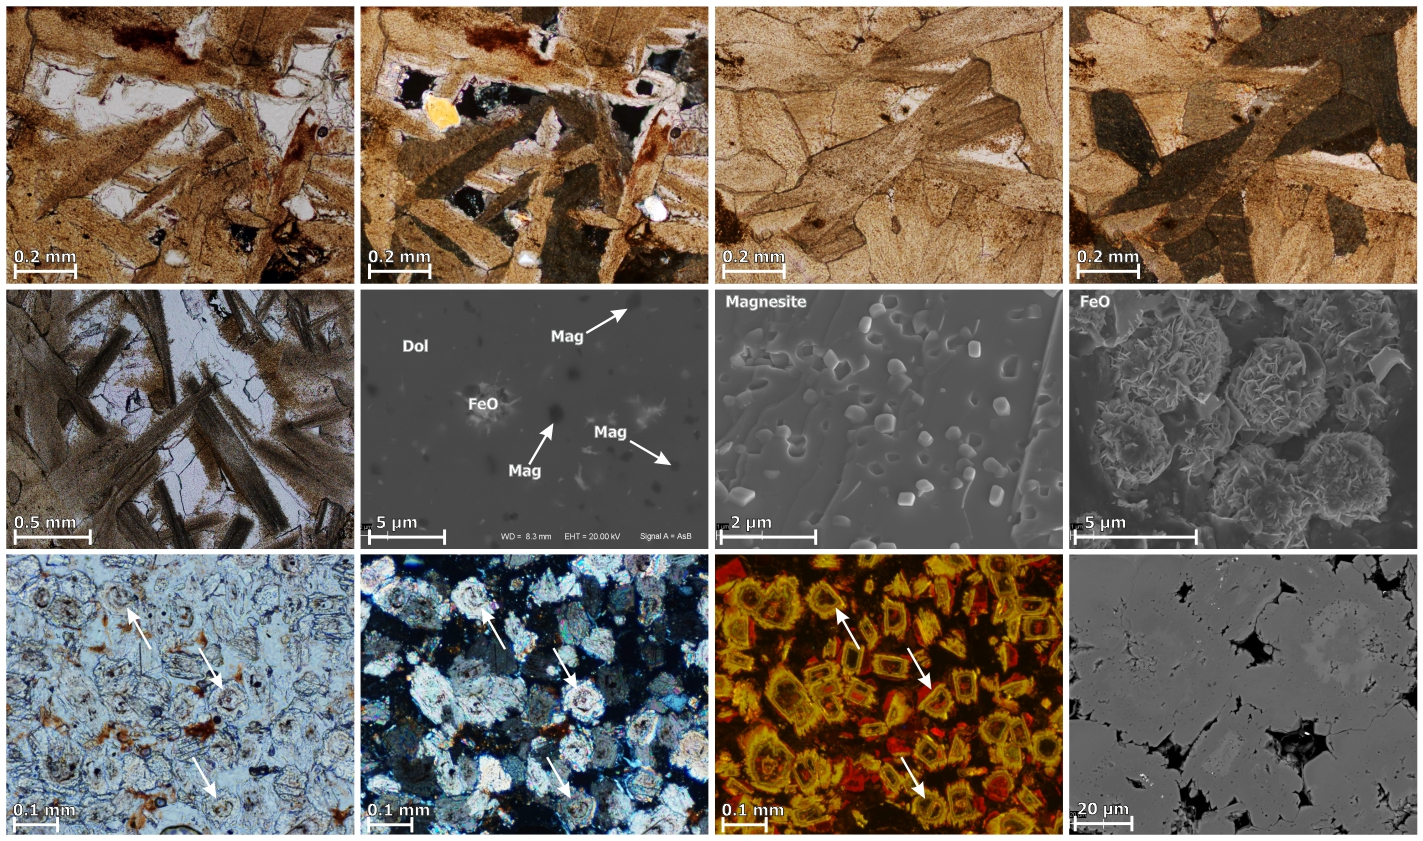 0.2 mm
0.2 mm
0.2 mm
0.2 mm
0.5 mm
Dol
FeO
Mag
Mag
Mag
5 µm
WD = 8.3 mm EHT = 20.00 kV Signal A = AsB
Magnesite
2 µm
FeO
5 µm
0.1 mm
0.1 mm
0.1 mm
20 µm